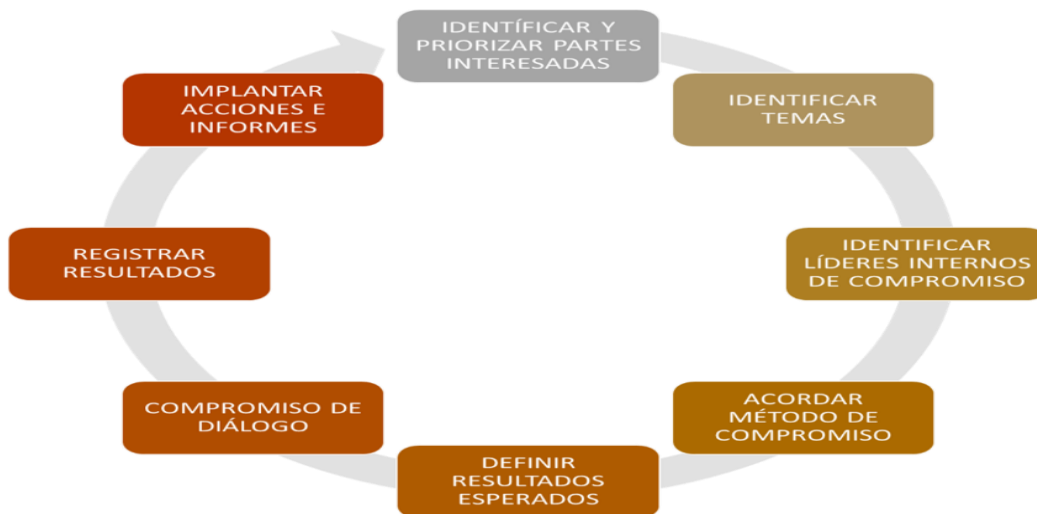 IDENTÍFICAR Y
PRIORIZAR PARTES
INTERESADAS
IDENTIFICAR
TEMAS
IDENTIFICAR
LÍDERES INTERNOS
DE COMPROMISO
ACORDAR
MÉTODO DE
COMPROMISO
DEFINIR
RESULTADOS
ESPERADOS
COMPROMISO DE
DIÁLOGO
REGISTRAR
RESULTADOS
IMPLANTAR
ACCIONES E
INFORMES